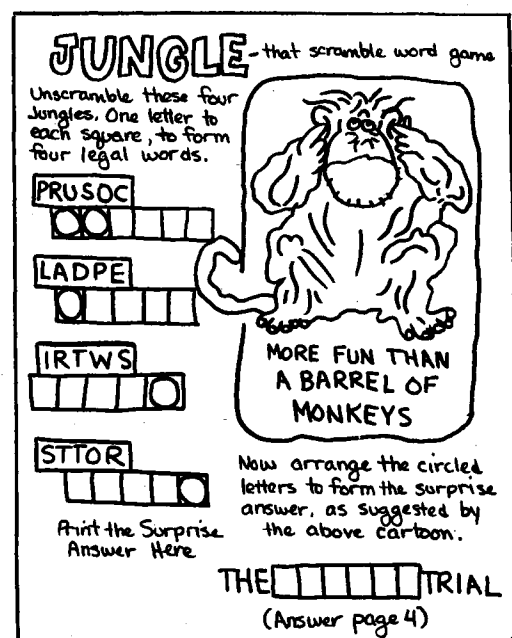 JUNGLE - that scramble word game
Unscramble these four
Jungles. One letter to
each square, to form
four legal words.
PRUSOC
LADPE
IRTWS
STTOR
Print the Surprise
Answer Here
MORE FUN THAN
A BARREL OF
MONKEYS
Now arrange the circled
letters to form the surprise
answer, as suggested by
the above cartoon.
THE TRIAL
(Answer page 4)